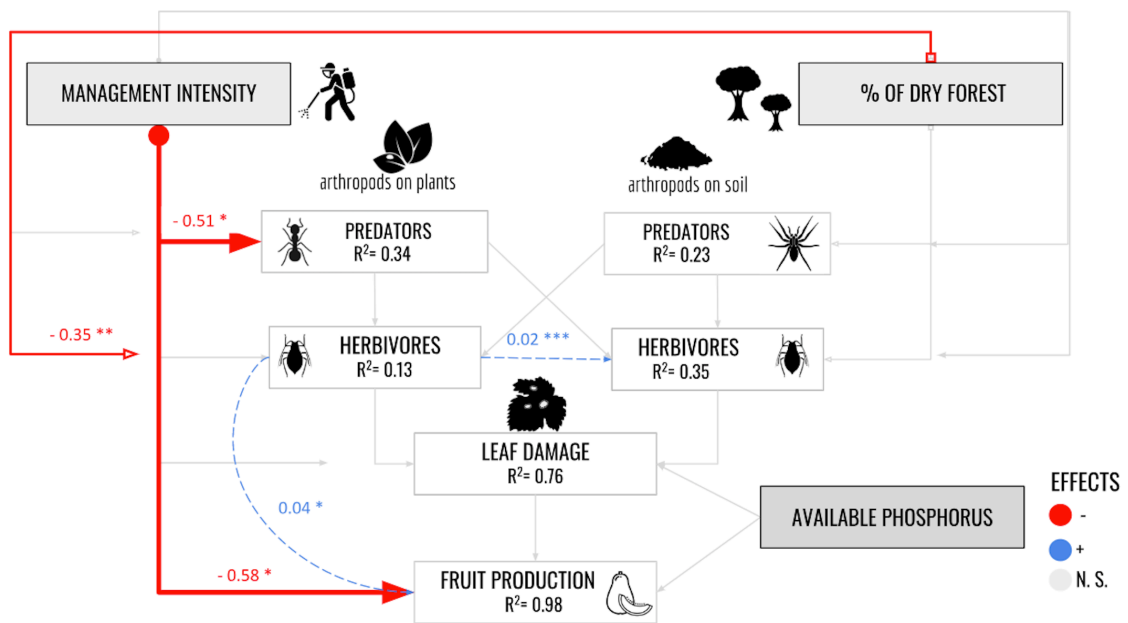 MANAGEMENT INTENSITY
% OF DRY FOREST
arthropods on plants
arthropods on soil
- 0.51 *
PREDATORS
R²= 0.34
PREDATORS
R²= 0.23
- 0.35 **
HERBIVORES
R²= 0.13
0.02 ***
HERBIVORES
R²= 0.35
LEAF DAMAGE
R²= 0.76
0.04 *
AVAILABLE PHOSPHORUS
EFFECTS
-
+
N. S.
- 0.58 *
FRUIT PRODUCTION
R²= 0.98